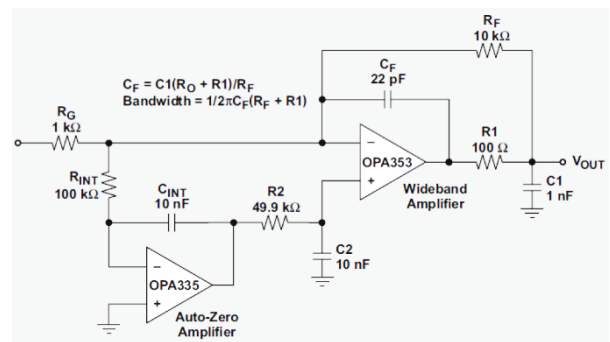 R_F
10 kΩ
C_F = C1(R_O + R1)/R_F
Bandwidth = 1/2πC_F(R_F + R1)
C_F
22 pF
R_G
1 kΩ
−
OPA353
+
Wideband
Amplifier
R1
100 Ω
V_OUT
C1
1 nF
R_INT
100 kΩ
C_INT
10 nF
R2
49.9 kΩ
C2
10 nF
−
OPA335
+
Auto-Zero
Amplifier